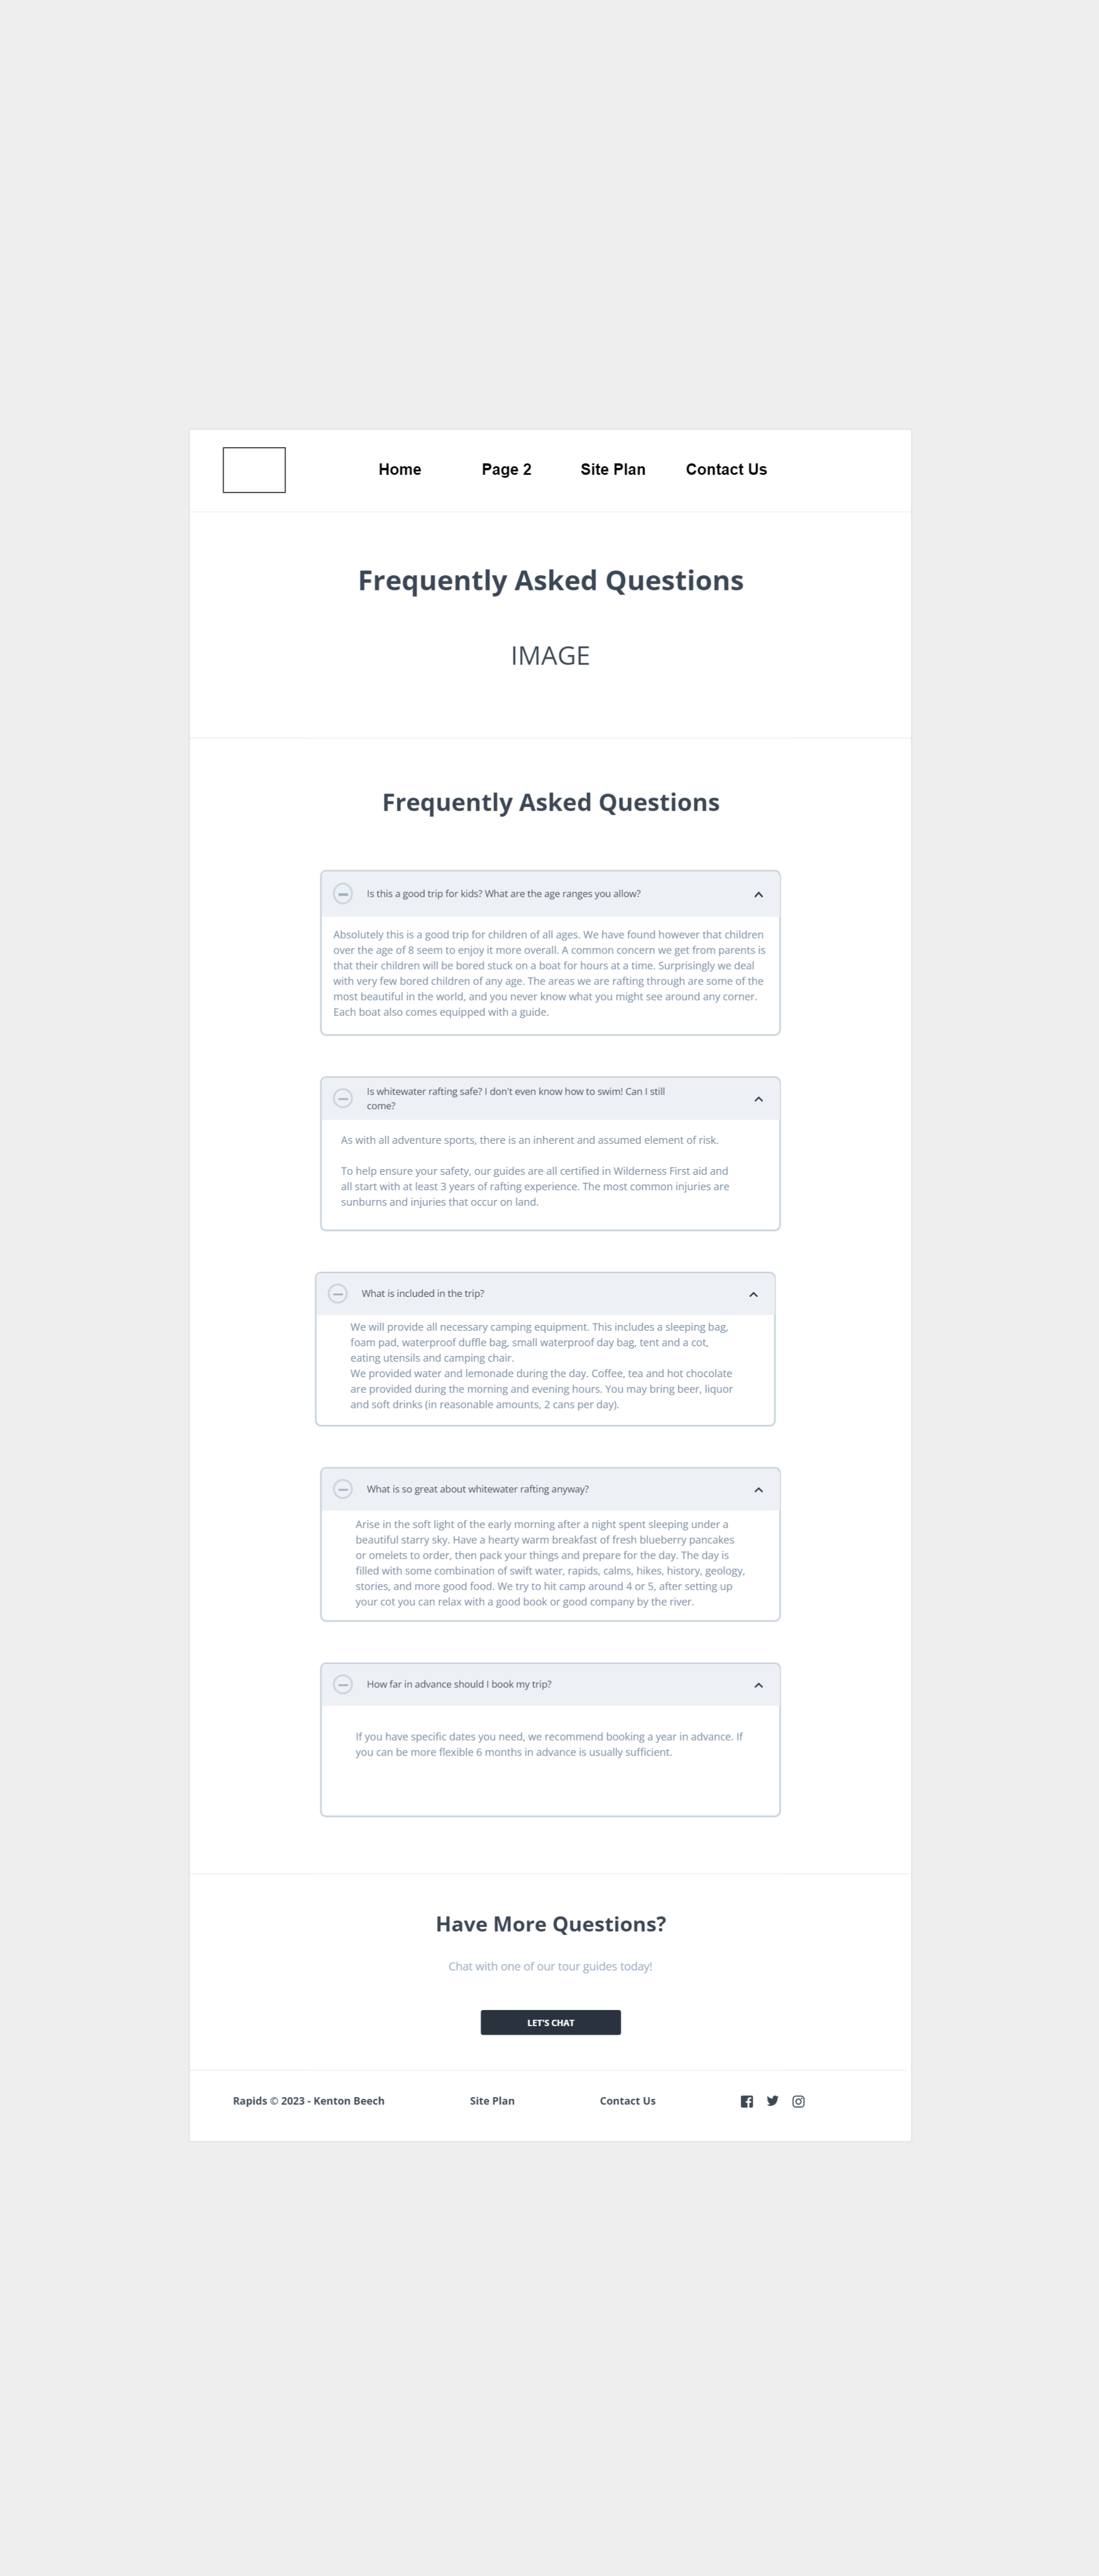 Home Page 2 Site Plan Contact Us
Frequently Asked Questions
IMAGE
Frequently Asked Questions
Is this a good trip for kids? What are the age ranges you allow?
Absolutely this is a good trip for children of all ages. We have found however that children
over the age of 8 seem to enjoy it more overall. A common concern we get from parents is
that their children will be bored stuck on a boat for hours at a time. Surprisingly we deal
with very few bored children of any age. The areas we are rafting through are some of the
most beautiful in the world, and you never know what you might see around any corner.
Each boat also comes equipped with a guide.
Is whitewater rafting safe? I don't even know how to swim! Can I still
come?
As with all adventure sports, there is an inherent and assumed element of risk.
To help ensure your safety, our guides are all certified in Wilderness First aid and
all start with at least 3 years of rafting experience. The most common injuries are
sunburns and injuries that occur on land.
What is included in the trip?
We will provide all necessary camping equipment. This includes a sleeping bag,
foam pad, waterproof duffle bag, small waterproof day bag, tent and a cot,
eating utensils and camping chair.
We provided water and lemonade during the day. Coffee, tea and hot chocolate
are provided during the morning and evening hours. You may bring beer, liquor
and soft drinks (in reasonable amounts, 2 cans per day).
What is so great about whitewater rafting anyway?
Arise in the soft light of the early morning after a night spent sleeping under a
beautiful starry sky. Have a hearty warm breakfast of fresh blueberry pancakes
or omelets to order, then pack your things and prepare for the day. The day is
filled with some combination of swift water, rapids, calms, hikes, history, geology,
stories, and more good food. We try to hit camp around 4 or 5, after setting up
your cot you can relax with a good book or good company by the river.
How far in advance should I book my trip?
If you have specific dates you need, we recommend booking a year in advance. If
you can be more flexible 6 months in advance is usually sufficient.
Have More Questions?
Chat with one of our tour guides today!
LET'S CHAT
Rapids © 2023 - Kenton Beech Site Plan Contact Us